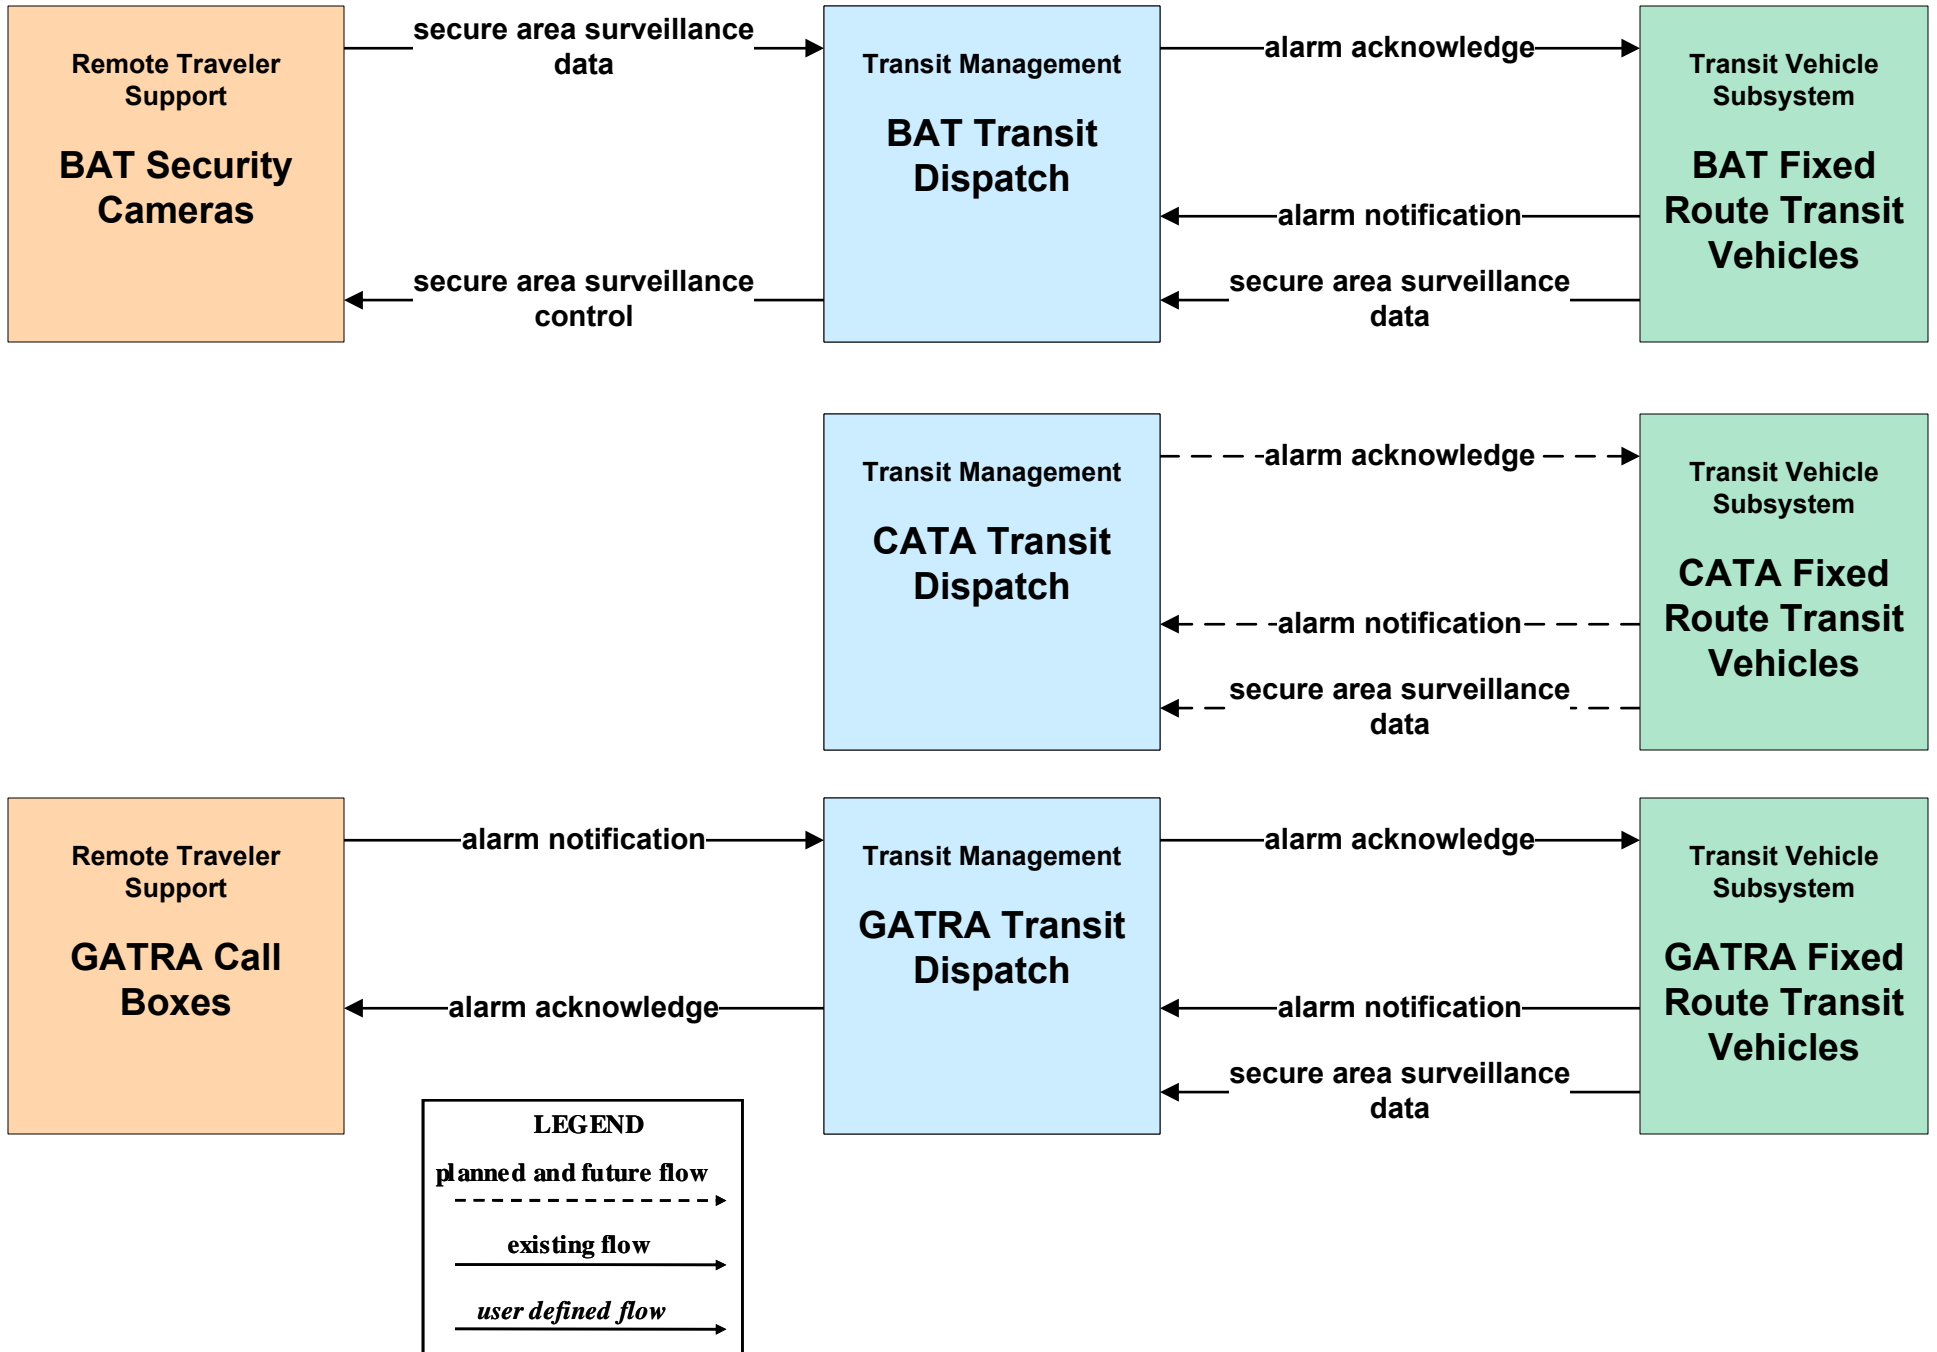 Remote Traveler
Support
BAT Security
Cameras
secure area surveillance
data
secure area surveillance
control
Transit Management
BAT Transit
Dispatch
alarm acknowledge
alarm notification
secure area surveillance
data
Transit Vehicle
Subsystem
BAT Fixed
Route Transit
Vehicles
Transit Management
CATA Transit
Dispatch
alarm acknowledge
alarm notification
secure area surveillance
data
Transit Vehicle
Subsystem
CATA Fixed
Route Transit
Vehicles
Remote Traveler
Support
GATRA Call
Boxes
alarm notification
alarm acknowledge
Transit Management
GATRA Transit
Dispatch
alarm acknowledge
alarm notification
secure area surveillance
data
Transit Vehicle
Subsystem
GATRA Fixed
Route Transit
Vehicles
LEGEND
planned and future flow
existing flow
user defined flow